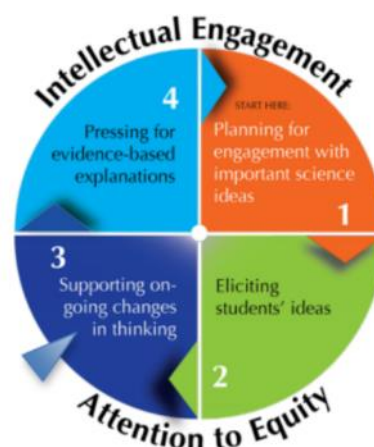 Intellectual Engagement
4
Pressing for
evidence-based
explanations
START HERE:
Planning for
engagement with
important science
ideas
1
3
Supporting on-
going changes
in thinking
Eliciting
students' ideas
2
Attention to Equity